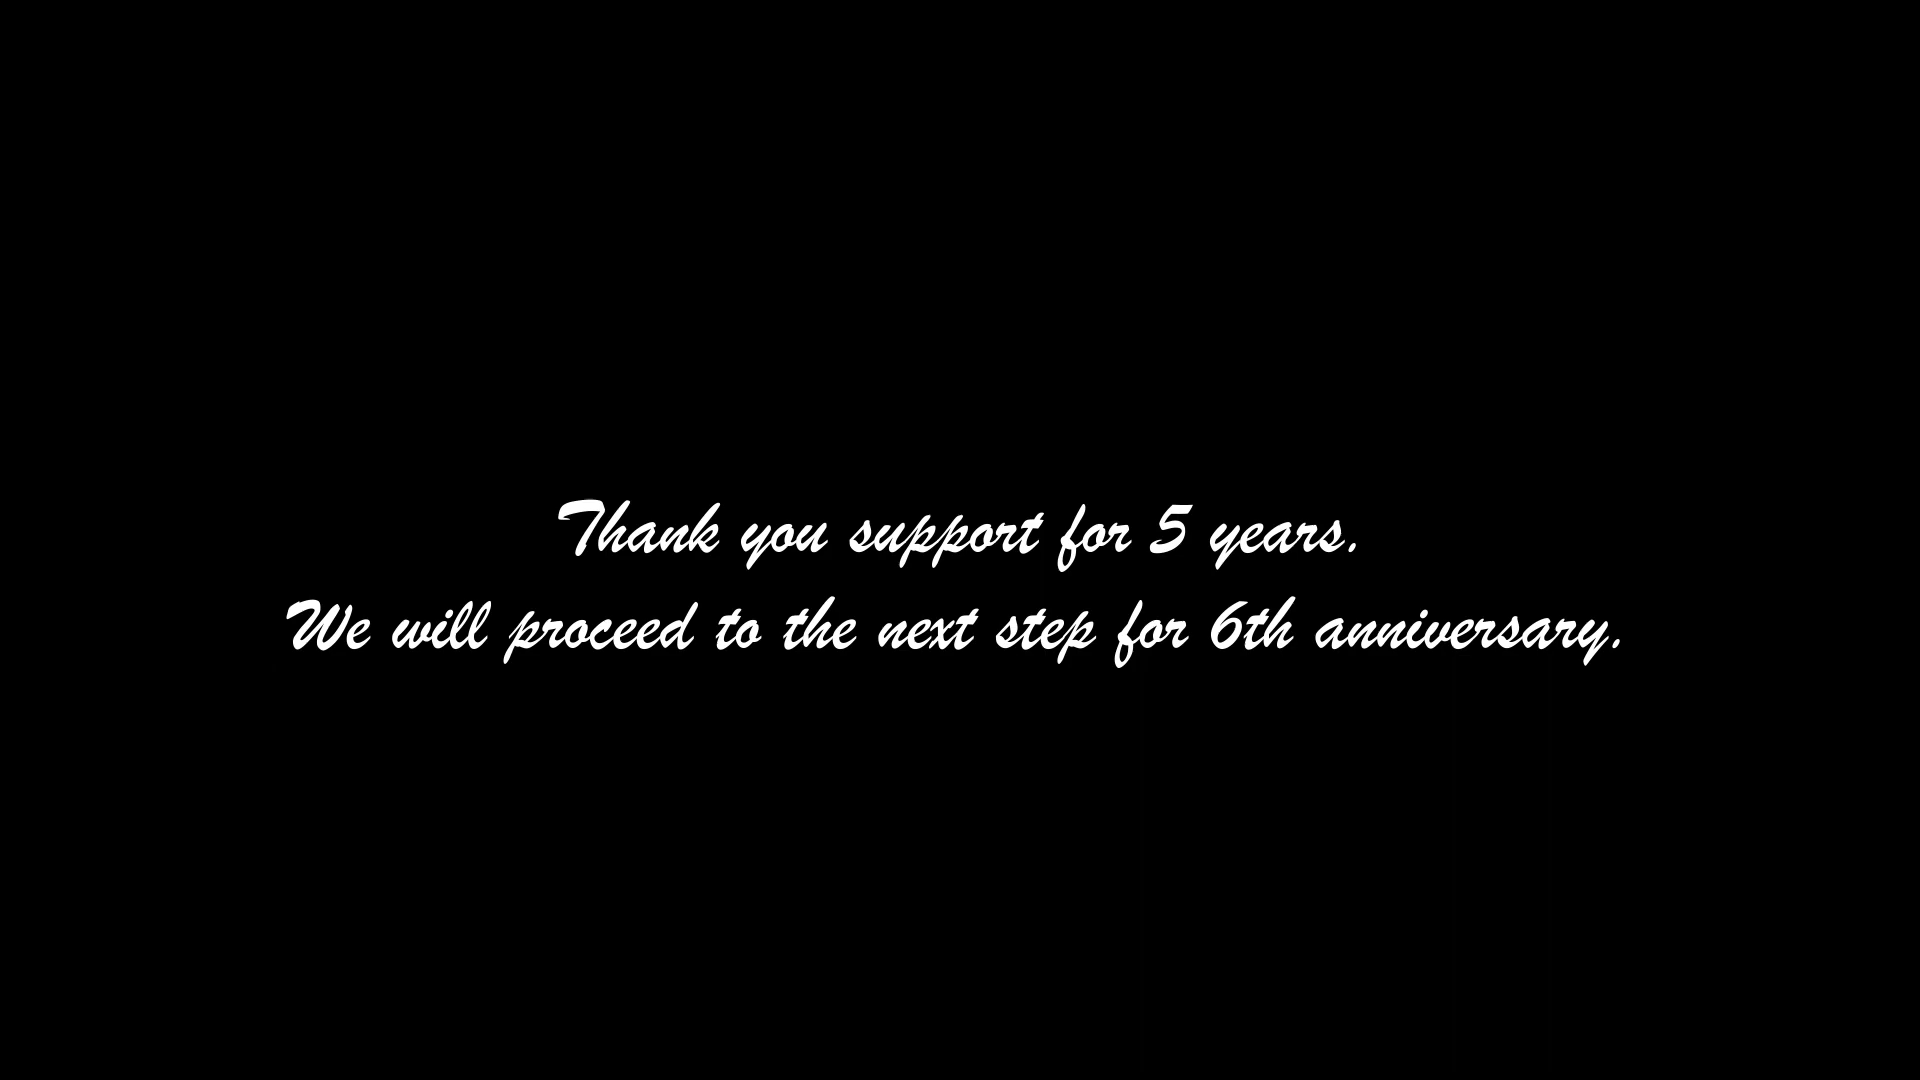 Thank you support for 5 years.
We will proceed to the next step for 6th anniversary.